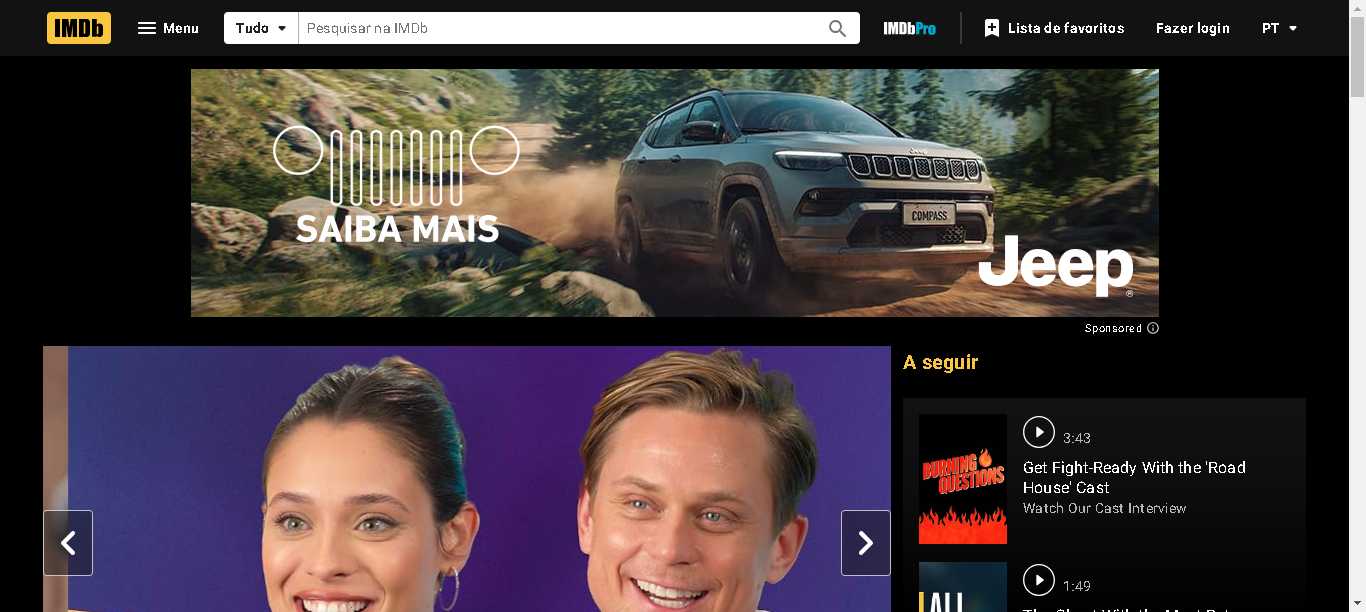 IMDb
Menu
Tudo
Pesquisar na IMDb
IMDbPro
Lista de favoritos
Fazer login
PT
SAIBA MAIS
COMPASS
Jeep®
Sponsored
A seguir
BURNING QUESTIONS
3:43
Get Fight-Ready With the 'Road
House' Cast
Watch Our Cast Interview
ALL
1:49